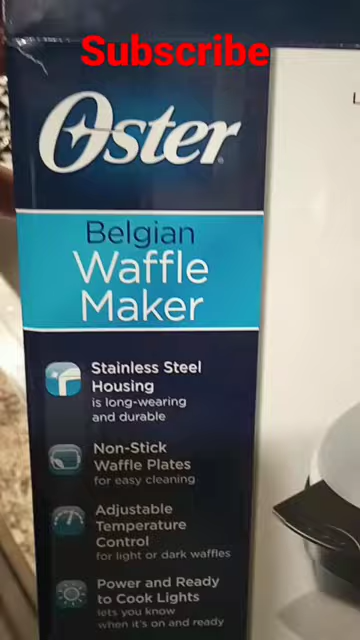 Subscribe
Oster
Belgian
Waffle
Maker
Stainless Steel
Housing
is long-wearing
and durable
Non-Stick
Waffle Plates
for easy cleaning
Adjustable
Temperature
Control
for light or dark waffles
Power and Ready
to Cook Lights
lets you know
when it's on and ready